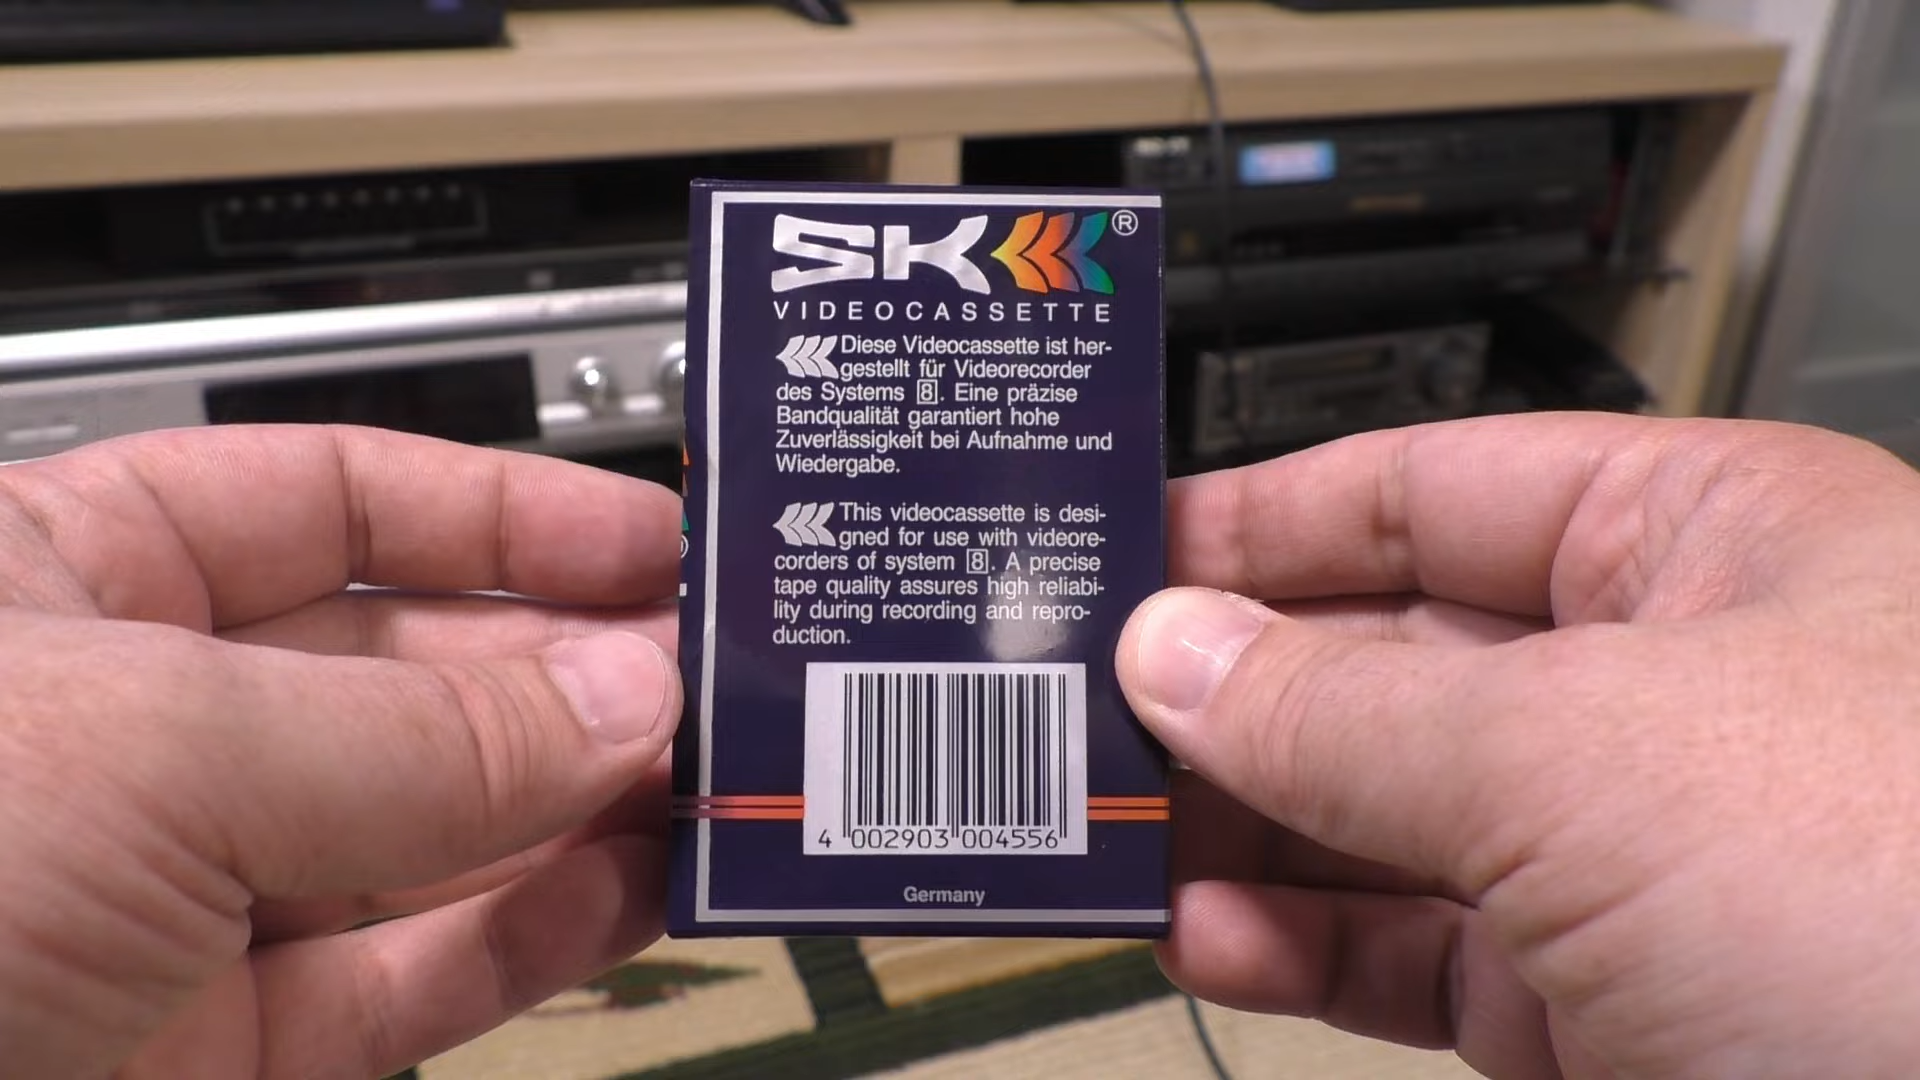 SK ®
VIDEOCASSETTE
Diese Videocassette ist her-
gestellt für Videorecorder
des Systems 8. Eine präzise
Bandqualität garantiert hohe
Zuverlässigkeit bei Aufnahme und
Wiedergabe.
This videocassette is desi-
gned for use with videore-
corders of system 8. A precise
tape quality assures high reliabi-
lity during recording and repro-
duction.
4 002903 004556
Germany